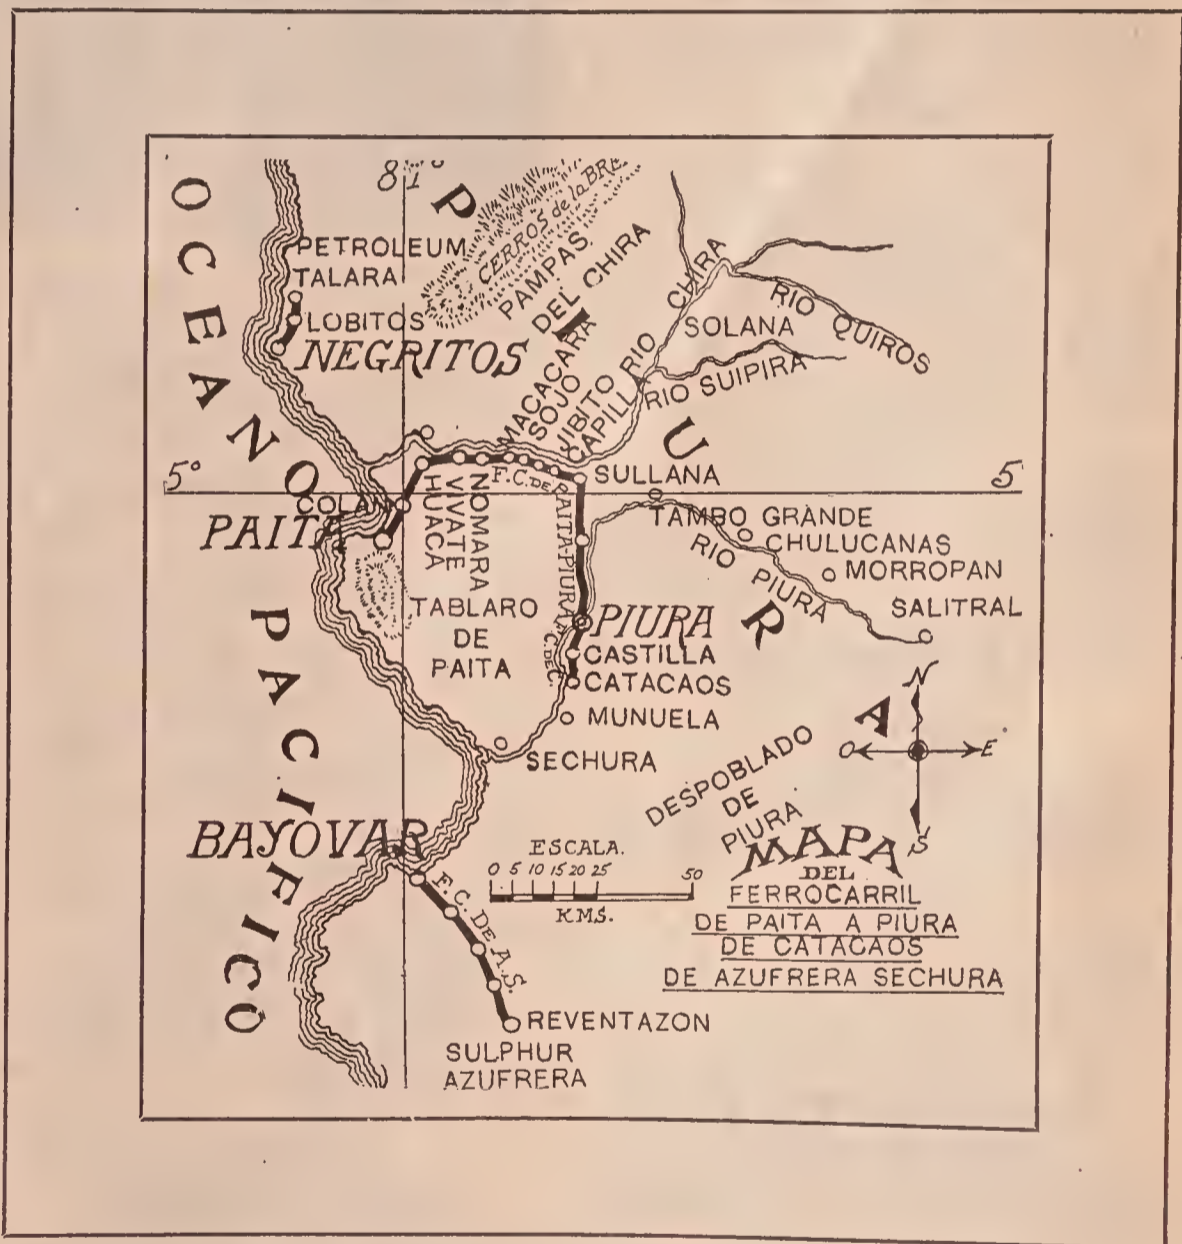 81°
OCEANO PACIFICO
PERU
A
CERROS de la BRE
PAMPAS
DEL CHIRA
PETROLEUM
TALARA
LOBITOS
NEGRITOS
MACACARA
SOJO
JIBITO
CAPILLA
RIO CHIRA
SOLANA
RIO QUIROS
RIO SUIPIRA
5°
5
COLAN
PAITA
HUACA
VIVATE
NOMARA
F.C. DE PAITA-PIURA
SULLANA
TAMBO GRANDE
CHULUCANAS
RIO PIURA
MORROPAN
SALITRAL
TABLARO
DE
PAITA
PIURA
F.C. DE C.
CASTILLA
CATACAOS
MUNUELA
SECHURA
DESPOBLADO
DE
PIURA
N
O
E
S
BAYOVAR
F.C. DE A.S.
REVENTAZON
SULPHUR
AZUFRERA
ESCALA.
0 5 10 15 20 25 50
KMS.
MAPA
DEL
FERROCARRIL
DE PAITA A PIURA
DE CATACAOS
DE AZUFRERA SECHURA